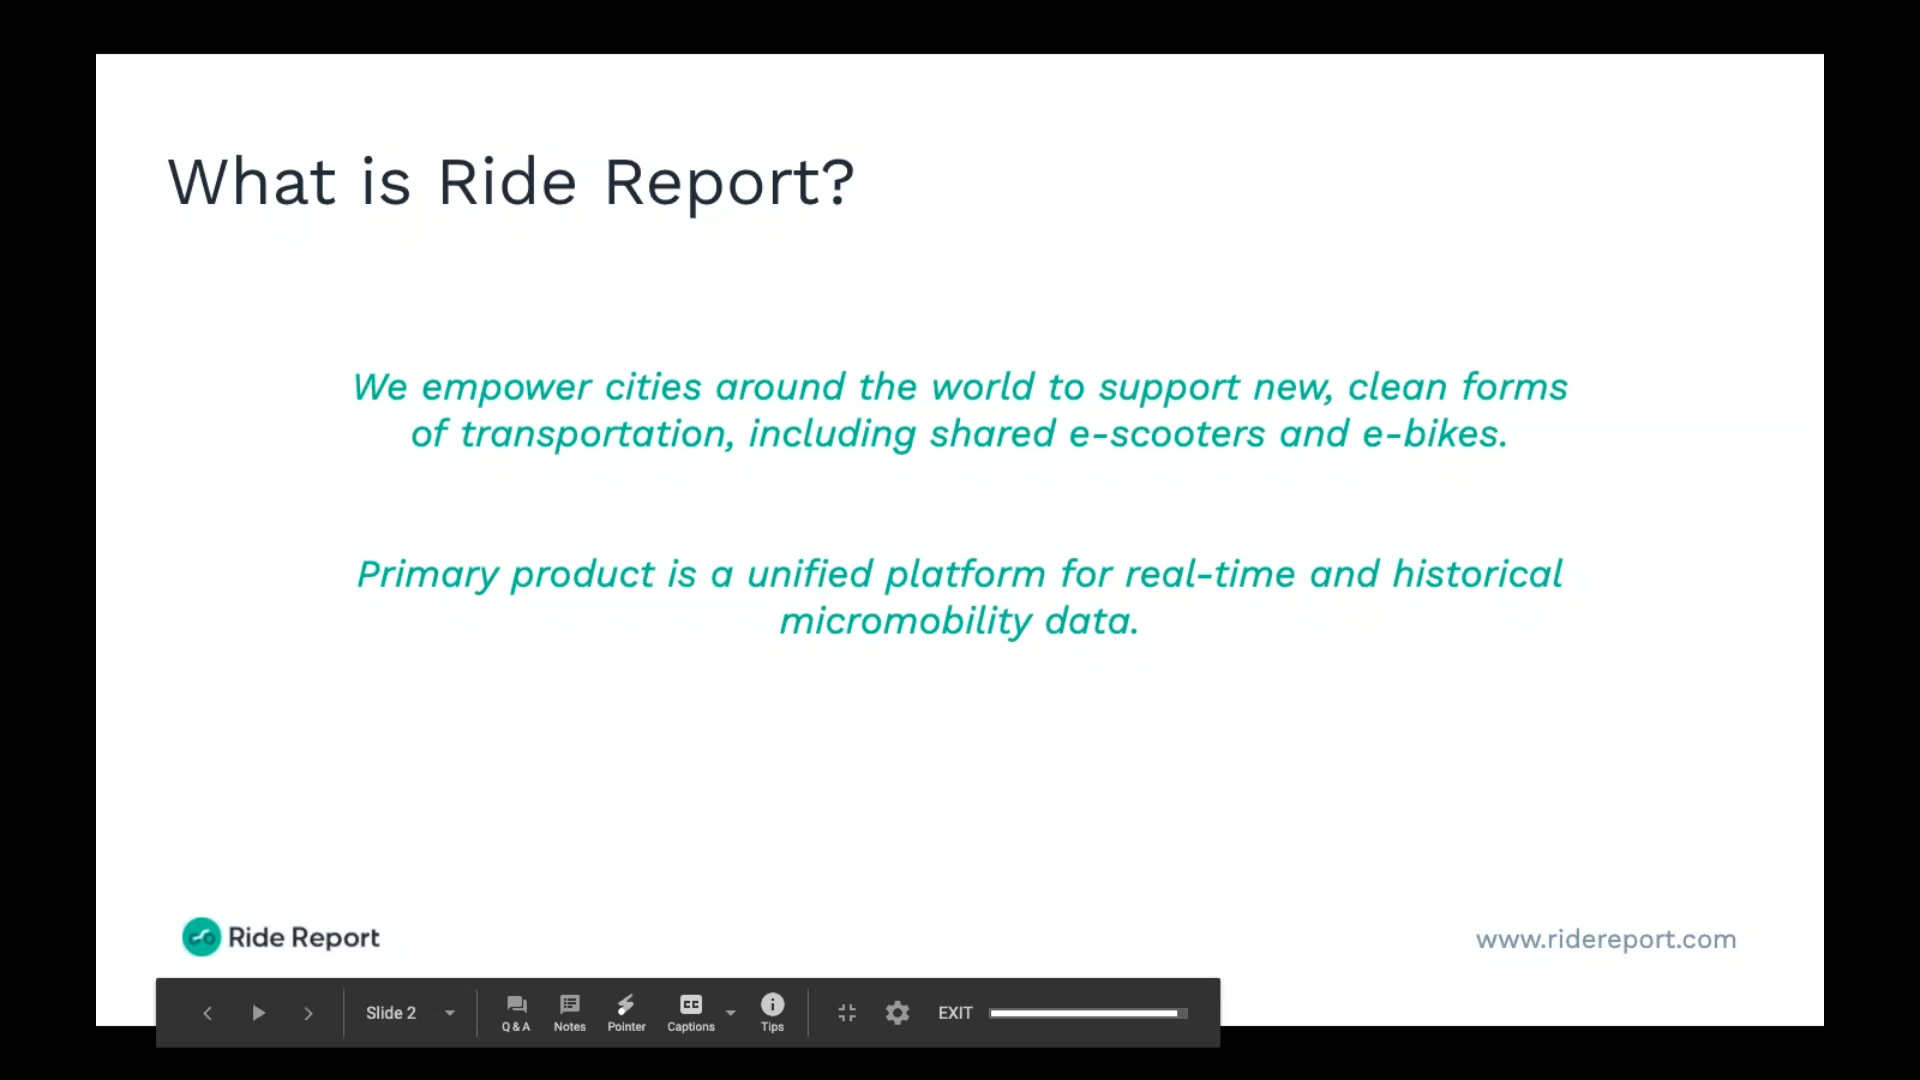 What is Ride Report?
We empower cities around the world to support new, clean forms
of transportation, including shared e-scooters and e-bikes.
Primary product is a unified platform for real-time and historical
micromobility data.
Ride Report
www.ridereport.com
Slide 2
Q & A
Notes
Pointer
Captions
Tips
EXIT